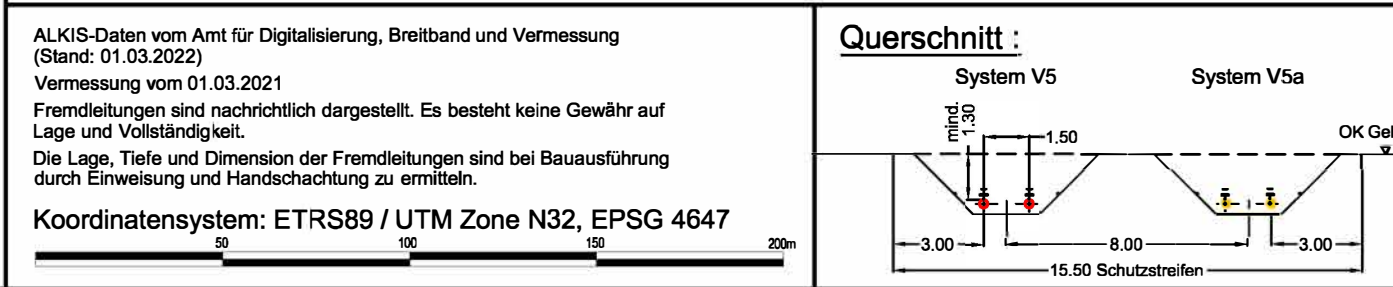 ALKIS-Daten vom Amt für Digitalisierung, Breitband und Vermessung
(Stand: 01.03.2022)
Vermessung vom 01.03.2021
Fremdleitungen sind nachrichtlich dargestellt. Es besteht keine Gewähr auf
Lage und Vollständigkeit.
Die Lage, Tiefe und Dimension der Fremdleitungen sind bei Bauausführung
durch Einweisung und Handschachtung zu ermitteln.
Koordinatensystem: ETRS89 / UTM Zone N32, EPSG 4647
50 100 150 200m
Querschnitt :
System V5 System V5a
mind.
1.30
1.50
OK Gel
3.00 8.00 3.00
15.50 Schutzstreifen